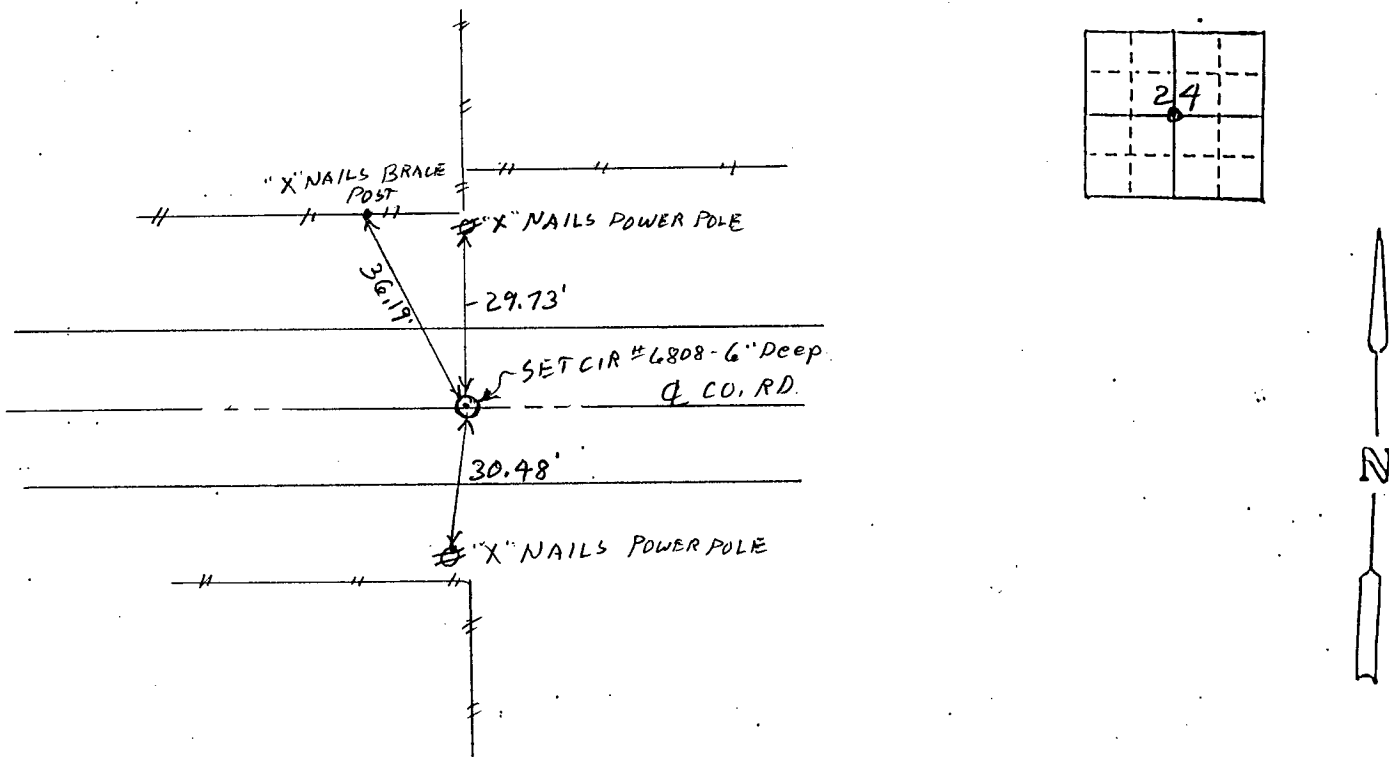 24
"X" NAILS BRACE
POST
"X" NAILS POWER POLE
36.19'
29.73'
SET CIR #6808-6" Deep
℄ CO. RD.
30.48'
"X" NAILS POWER POLE
N